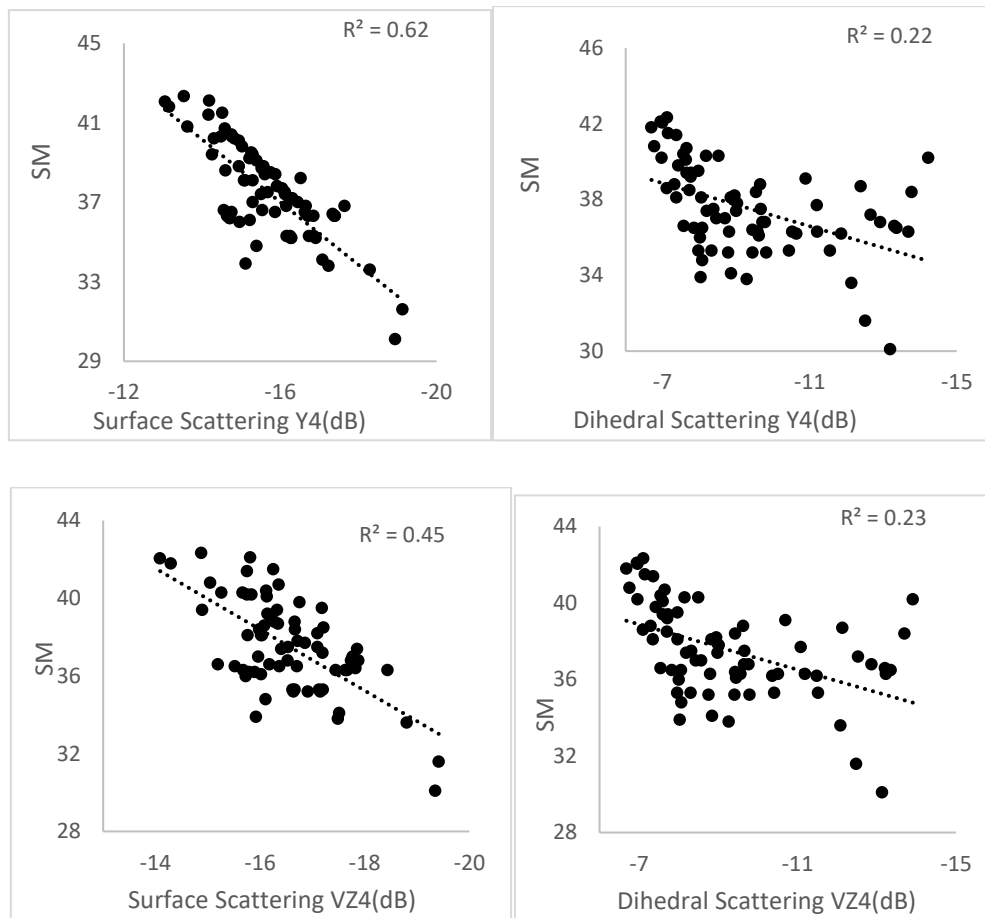 R² = 0.62
45
41
37
33
29
SM
-12
-16
-20
Surface Scattering Y4(dB)
R² = 0.22
46
42
38
34
30
SM
-7
-11
-15
Dihedral Scattering Y4(dB)
R² = 0.45
44
40
36
32
28
SM
-14
-16
-18
-20
Surface Scattering VZ4(dB)
R² = 0.23
44
40
36
32
28
SM
-7
-11
-15
Dihedral Scattering VZ4(dB)